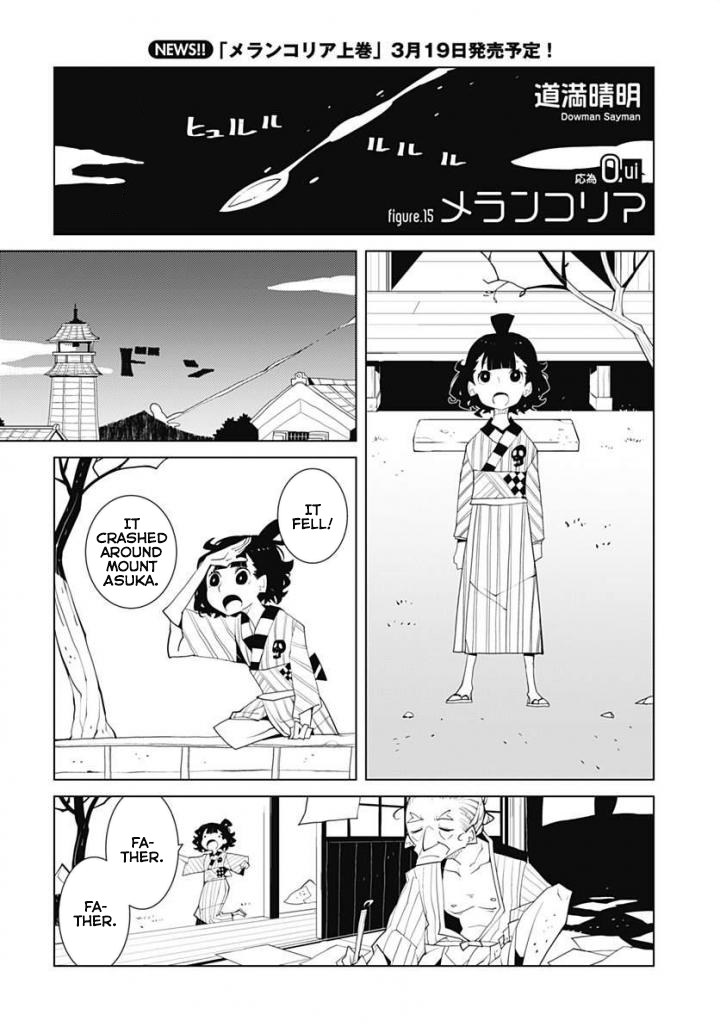 NEWS!!「メランコリア上巻」3月19日発売予定！
道満晴明
Dowman Sayman
ヒュルルル
ルルル
応為
O.ui
figure.15 メランコリア
ドン
IT FELL!
IT
CRASHED
AROUND
MOUNT
ASUKA.
FA-
THER.
FA-
THER.